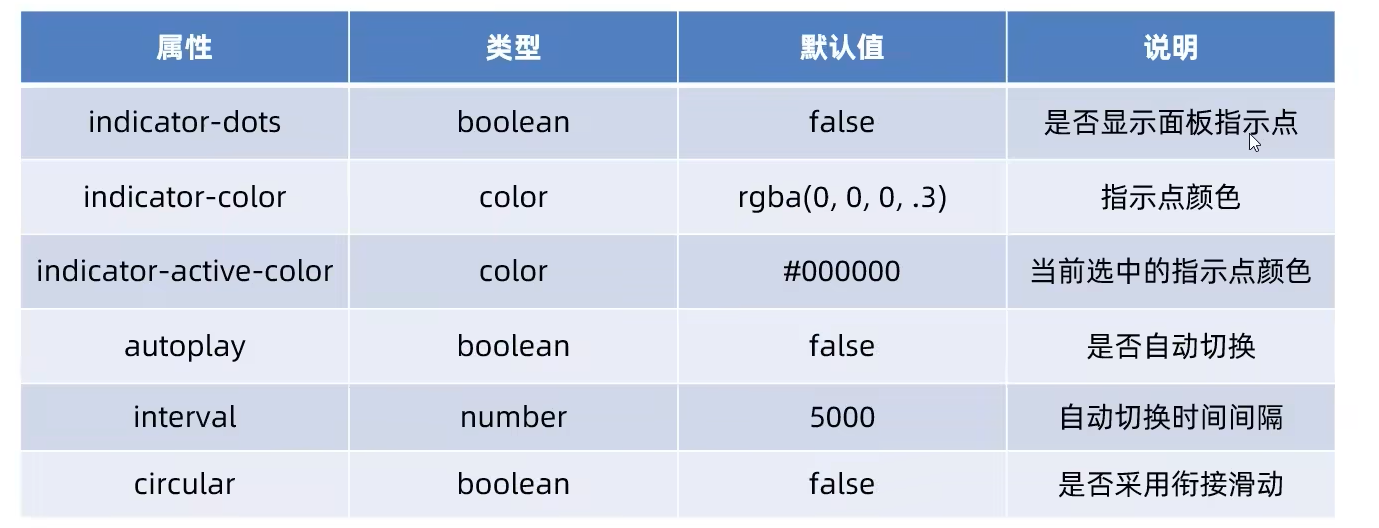 属性 类型 默认值 说明
indicator-dots boolean false 是否显示面板指示点
indicator-color color rgba(0, 0, 0, .3) 指示点颜色
indicator-active-color color #000000 当前选中的指示点颜色
autoplay boolean false 是否自动切换
interval number 5000 自动切换时间间隔
circular boolean false 是否采用衔接滑动